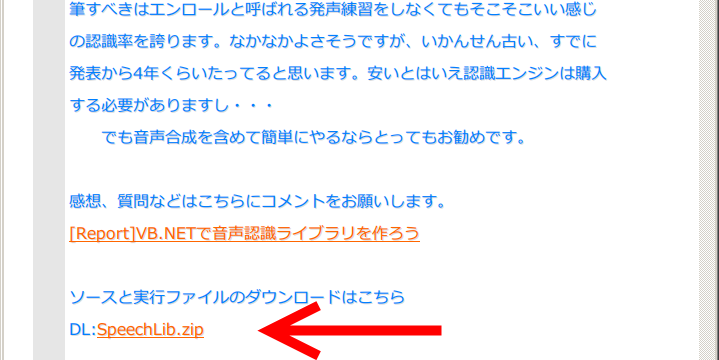 筆すべきはエンロールと呼ばれる発声練習をしなくてもそこそこいい感じ
の認識率を誇ります。なかなかよさそうですが、いかんせん古い、すでに
発表から4年くらいたってると思います。安いとはいえ認識エンジンは購入
する必要がありますし・・・
でも音声合成を含めて簡単にやるならとってもお勧めです。
感想、質問などはこちらにコメントをお願いします。
[Report]VB.NETで音声認識ライブラリを作ろう
ソースと実行ファイルのダウンロードはこちら
DL:SpeechLib.zip